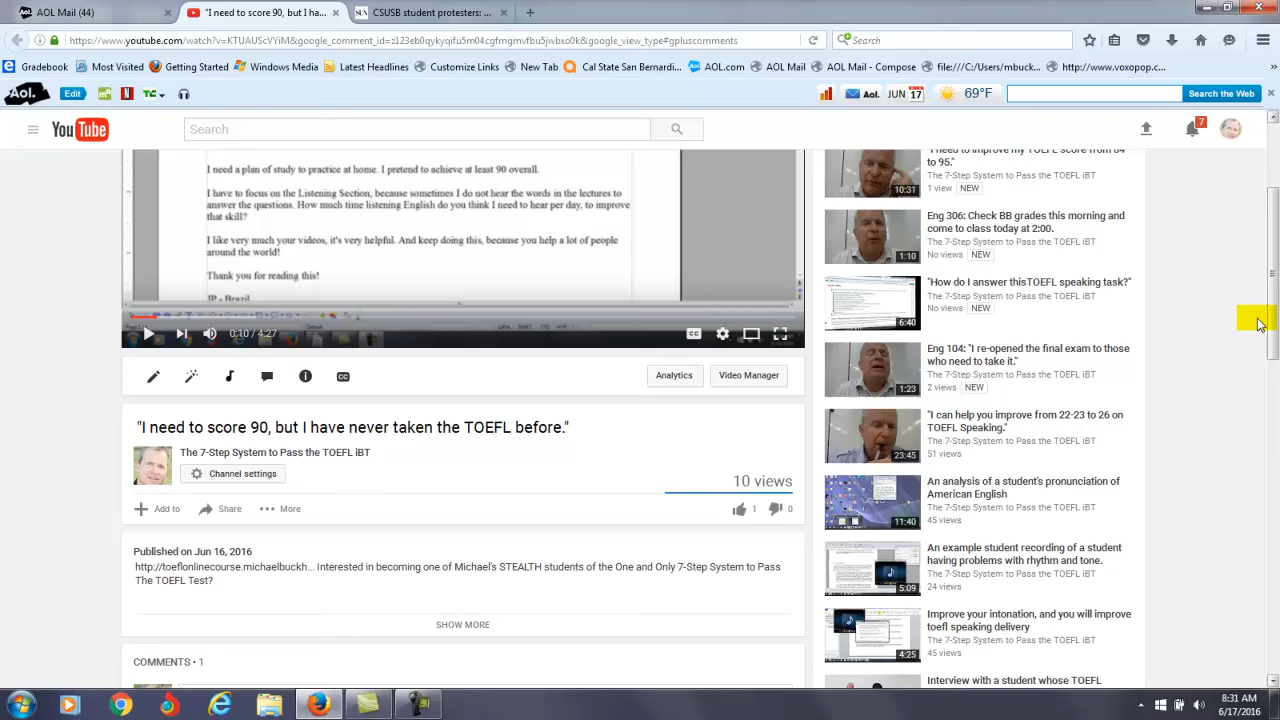 AOL Mail (44)
"I need to score 90, but I ha...
CSUSB student protesters: ...
https://www.youtube.com/watch?v=
&google_view_type#gpluscomments
Search
Gradebook
Most Visited
Getting Started
Windows Media
Latest Headlines
Customize Links
New Tab
Cal State San Bernardi...
AOL.com
AOL Mail
AOL Mail - Compose
file:///C:/Users/mbuck...
http://www.voxopop.c...
Aol.
Edit
TC
Aol.
JUN 17
69°F
Search the Web
YouTube
Search
7
I need a plan of study to practice at home. I pretend to achieve at least 90 overall.
I have to focus on the Listening Section, because sometimes I do not hear the words in the lectures to
answer the questions. How much time listening English do you think I need to hear per day, to improve
that skill?
I like very much your videos, it's very helpful. And keep doing this, because you help a lot of people
around the world!
Thank you for reading this!
JP - Brazil
Analytics
Video Manager
"I need to score 90, but I have never taken the TOEFL before."
The 7-Step System to Pass the TOEFL iBT
Channel settings
10 views
Add to
Share
More
1
0
Published on Jun 16, 2016
Interested in becoming one of Michael's STEALTH students of the One and Only 7-Step System to Pass
the TOEFL Test?
SHOW MORE
COMMENTS • 1
"I need to improve my TOEFL score from 84
to 95."
The 7-Step System to Pass the TOEFL iBT
1 view NEW
10:31
Eng 306: Check BB grades this morning and
come to class today at 2:00.
The 7-Step System to Pass the TOEFL iBT
No views NEW
1:10
"How do I answer thisTOEFL speaking task?"
The 7-Step System to Pass the TOEFL iBT
No views NEW
6:40
Eng 104: "I re-opened the final exam to those
who need to take it."
The 7-Step System to Pass the TOEFL iBT
2 views NEW
1:23
"I can help you improve from 22-23 to 26 on
TOEFL Speaking."
The 7-Step System to Pass the TOEFL iBT
51 views
23:45
An analysis of a student's pronunciation of
American English
The 7-Step System to Pass the TOEFL iBT
45 views
11:40
An example student recording of a student
having problems with rhythm and tone.
The 7-Step System to Pass the TOEFL iBT
24 views
5:09
Improve your intonation, and you will improve
toefl speaking delivery
The 7-Step System to Pass the TOEFL iBT
45 views
4:25
Interview with a student whose TOEFL
8:31 AM
6/17/2016